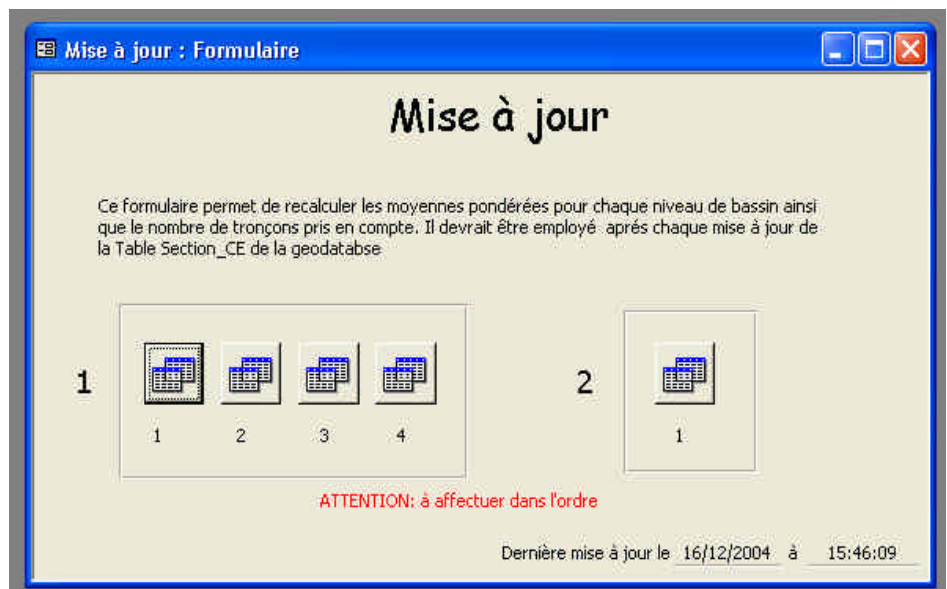 Mise à jour : Formulaire
Mise à jour
Ce formulaire permet de recalculer les moyennes pondérées pour chaque niveau de bassin ainsi
que le nombre de tronçons pris en compte. Il devrait être employé aprés chaque mise à jour de
la Table Section_CE de la geodatabse
1
1 2 3 4
2
1
ATTENTION: à affectuer dans l'ordre
Dernière mise à jour le 16/12/2004 à 15:46:09